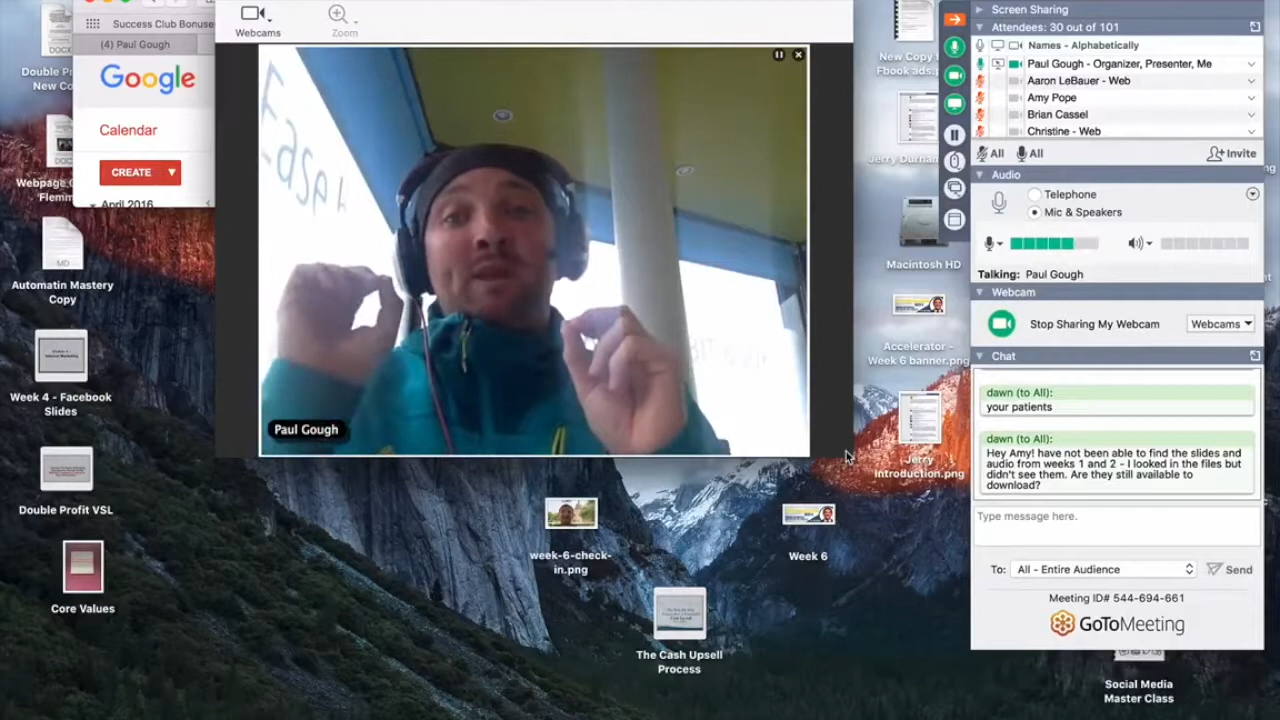 Success Club Bonuse
(4) Paul Gough
Google
Calendar
CREATE
April 2016
DOCX
DOCX
Automatin Mastery
Copy
MD
Week 4 - Facebook
Slides
Double Profit VSL
Core Values
Webcams
Zoom
Paul Gough
week-6-check-
in.png
Week 6
The Cash Upsell
Process
New Copy
Fbook ads.
Macintosh HD
Accelerator -
Week 6 banner.png
Jerry
Introduction.png
Social Media
Master Class
Screen Sharing
Attendees: 30 out of 101
Names - Alphabetically
Paul Gough - Organizer, Presenter, Me
Aaron LeBauer - Web
Amy Pope
Brian Cassel
Christine - Web
All
All
Invite
Audio
Telephone
Mic & Speakers
Talking: Paul Gough
Webcam
Stop Sharing My Webcam
Webcams
Chat
dawn (to All):
your patients
dawn (to All):
Hey Amy! have not been able to find the slides and
audio from weeks 1 and 2 - I looked in the files but
didn't see them. Are they still available to
download?
Type message here.
To: All - Entire Audience
Send
Meeting ID# 544-694-661
GoToMeeting